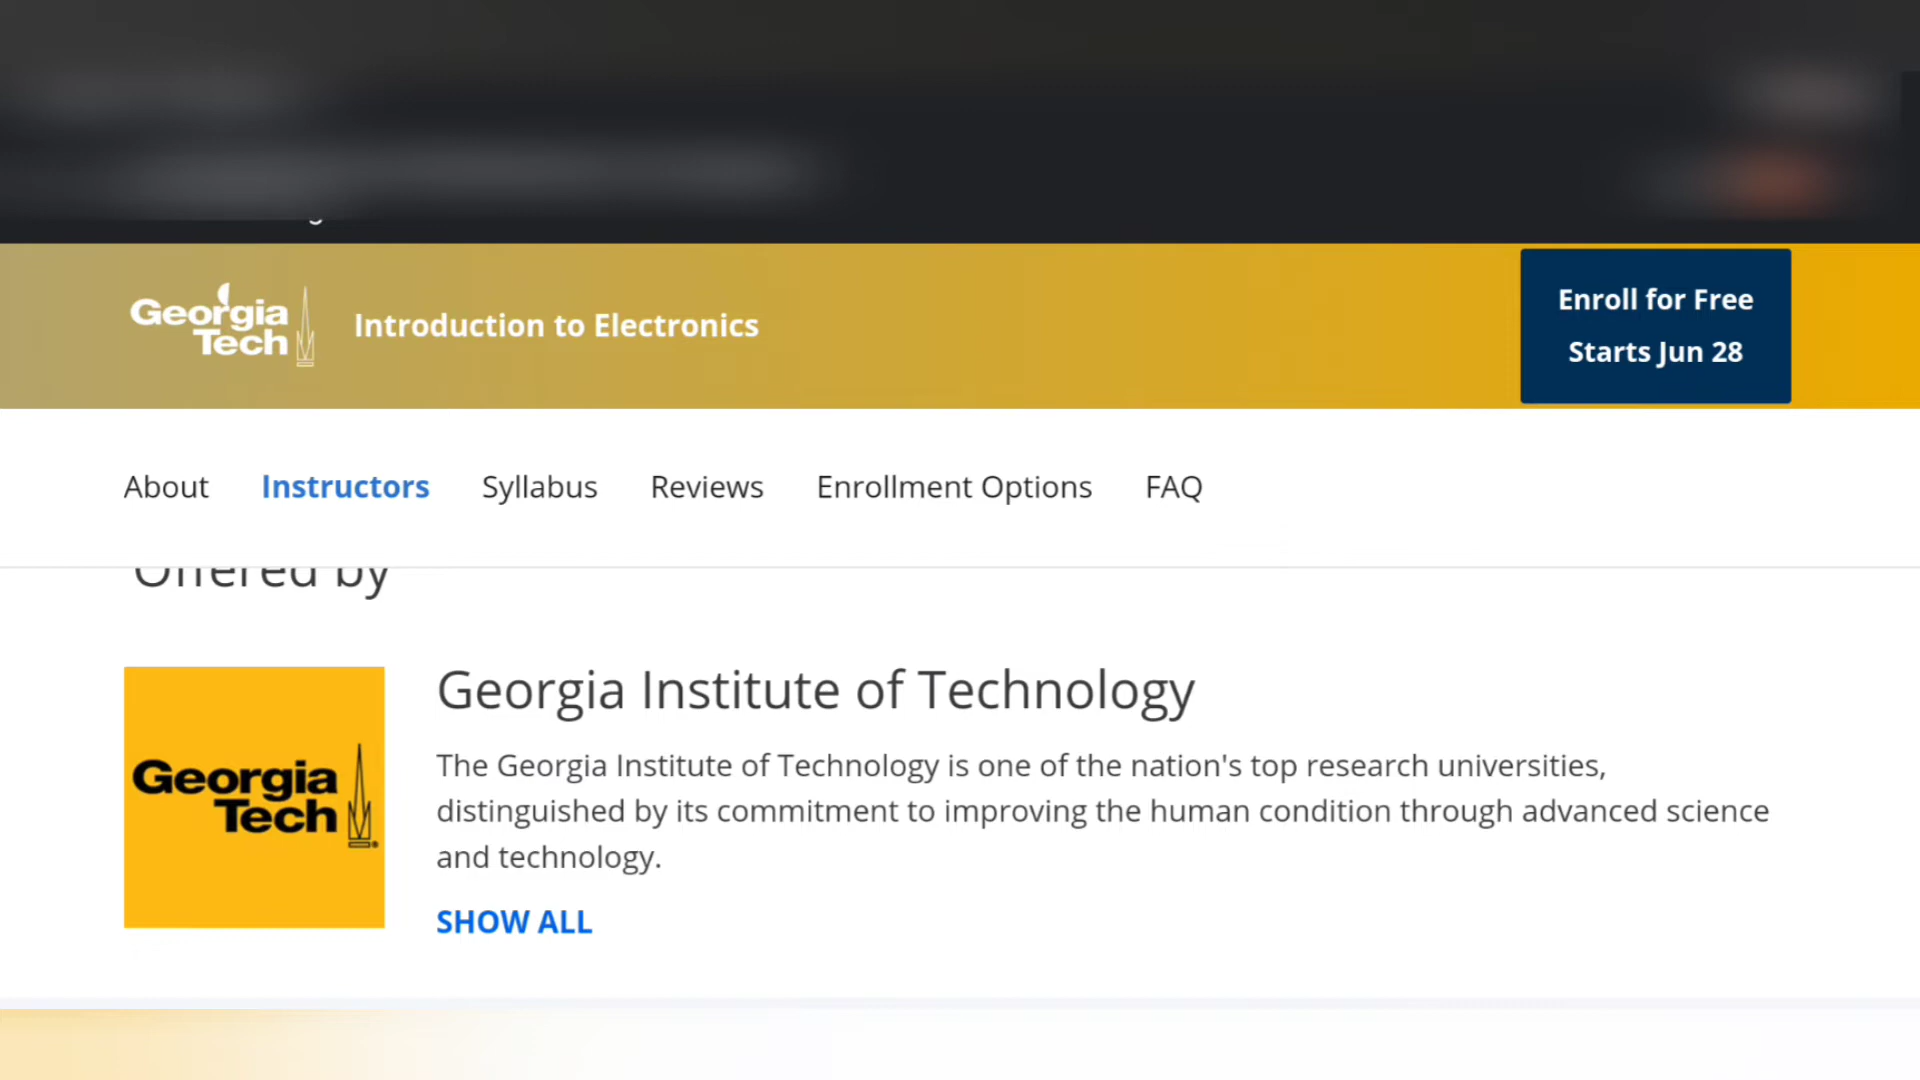 Georgia
Tech
Introduction to Electronics
Enroll for Free
Starts Jun 28
About Instructors Syllabus Reviews Enrollment Options FAQ
Offered by
Georgia
Tech
Georgia Institute of Technology
The Georgia Institute of Technology is one of the nation's top research universities,
distinguished by its commitment to improving the human condition through advanced science
and technology.
SHOW ALL